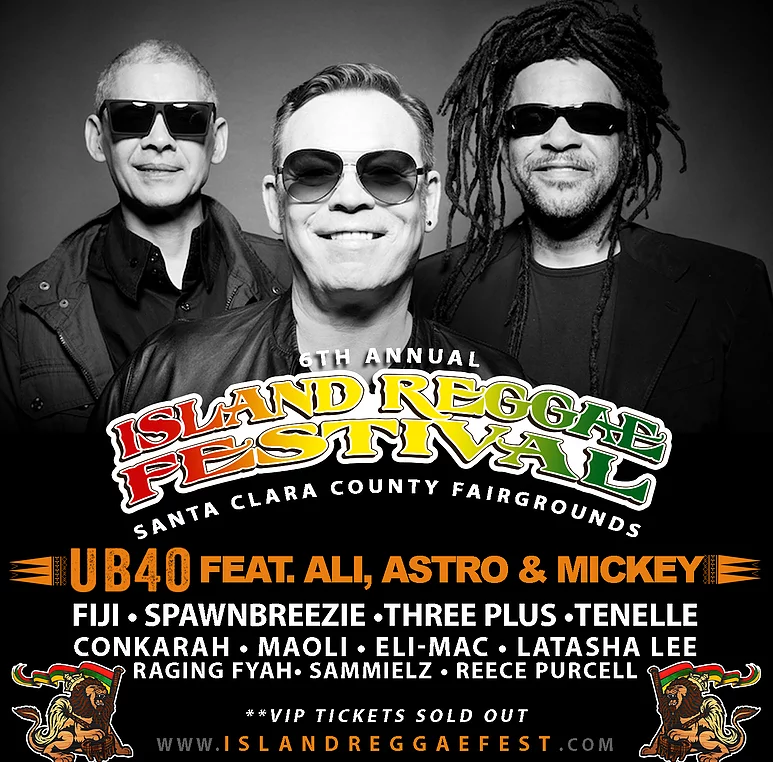 6TH ANNUAL
ISLAND REGGAE
FESTIVAL
SANTA CLARA COUNTY FAIRGROUNDS
UB40 FEAT. ALI, ASTRO & MICKEY
FIJI • SPAWNBREEZIE •THREE PLUS •TENELLE
CONKARAH • MAOLI • ELI-MAC • LATASHA LEE
RAGING FYAH• SAMMIELZ • REECE PURCELL
**VIP TICKETS SOLD OUT
WWW.ISLANDREGGAEFEST.COM